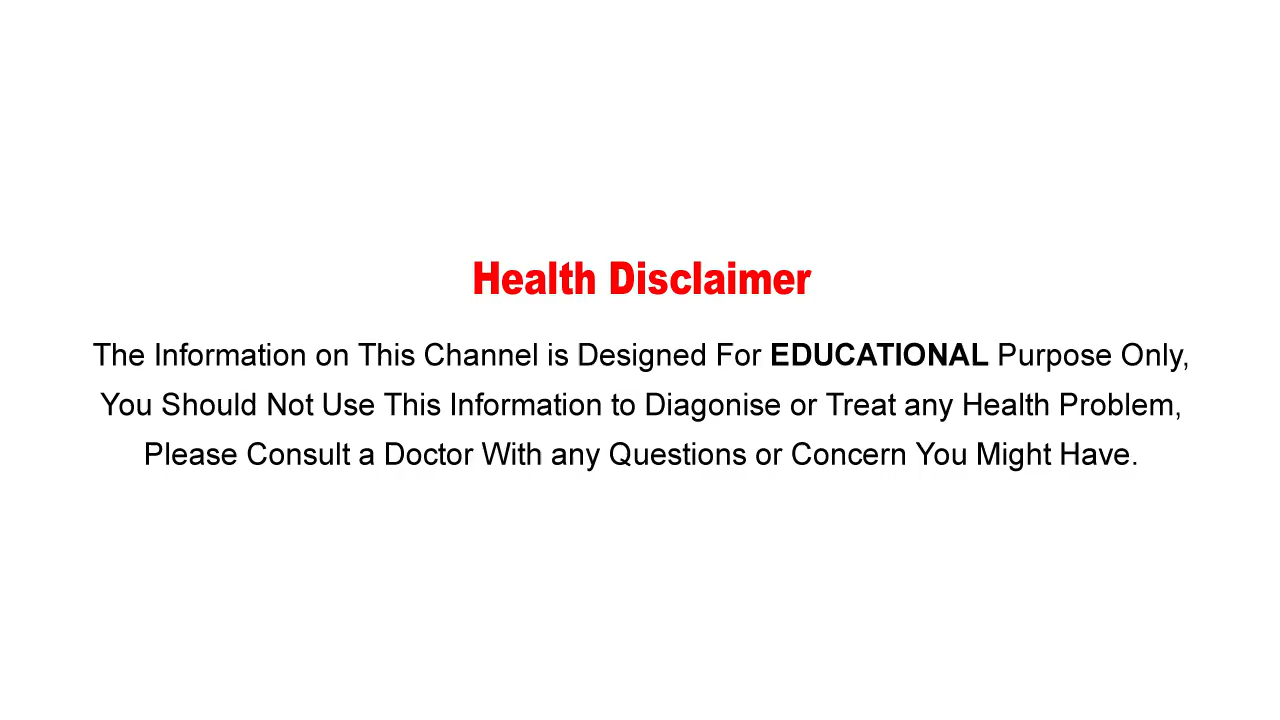 Health Disclaimer
The Information on This Channel is Designed For EDUCATIONAL Purpose Only,
You Should Not Use This Information to Diagonise or Treat any Health Problem,
Please Consult a Doctor With any Questions or Concern You Might Have.